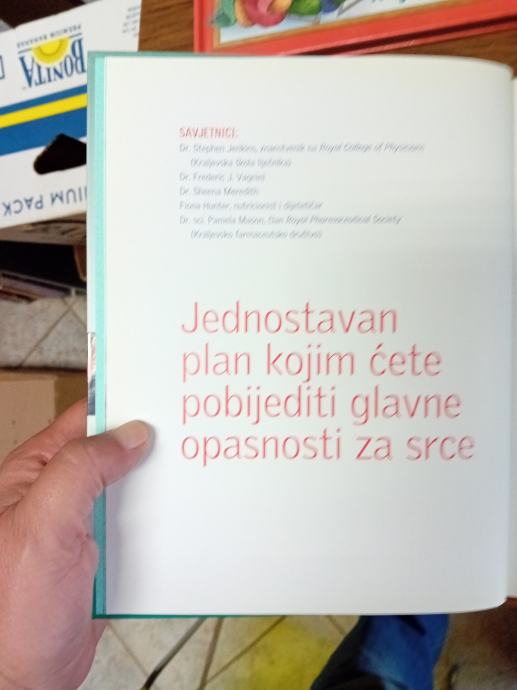 BONITA
PREMIUM BANANAS
IUM PACK
SAVJETNICI:
Dr. Stephen Jenkins, znanstvenik na Royal College of Physicians
(Kraljevska škola liječnika)
Dr. Frederic J. Vagnini
Dr. Sheena Meredith
Fiona Hunter, nutricionist i dijetetičar
Dr. sci. Pamela Mason, član Royal Pharmaceutical Society
(Kraljevsko farmaceutsko društvo)
Jednostavan
plan kojim ćete
pobijediti glavne
opasnosti za srce